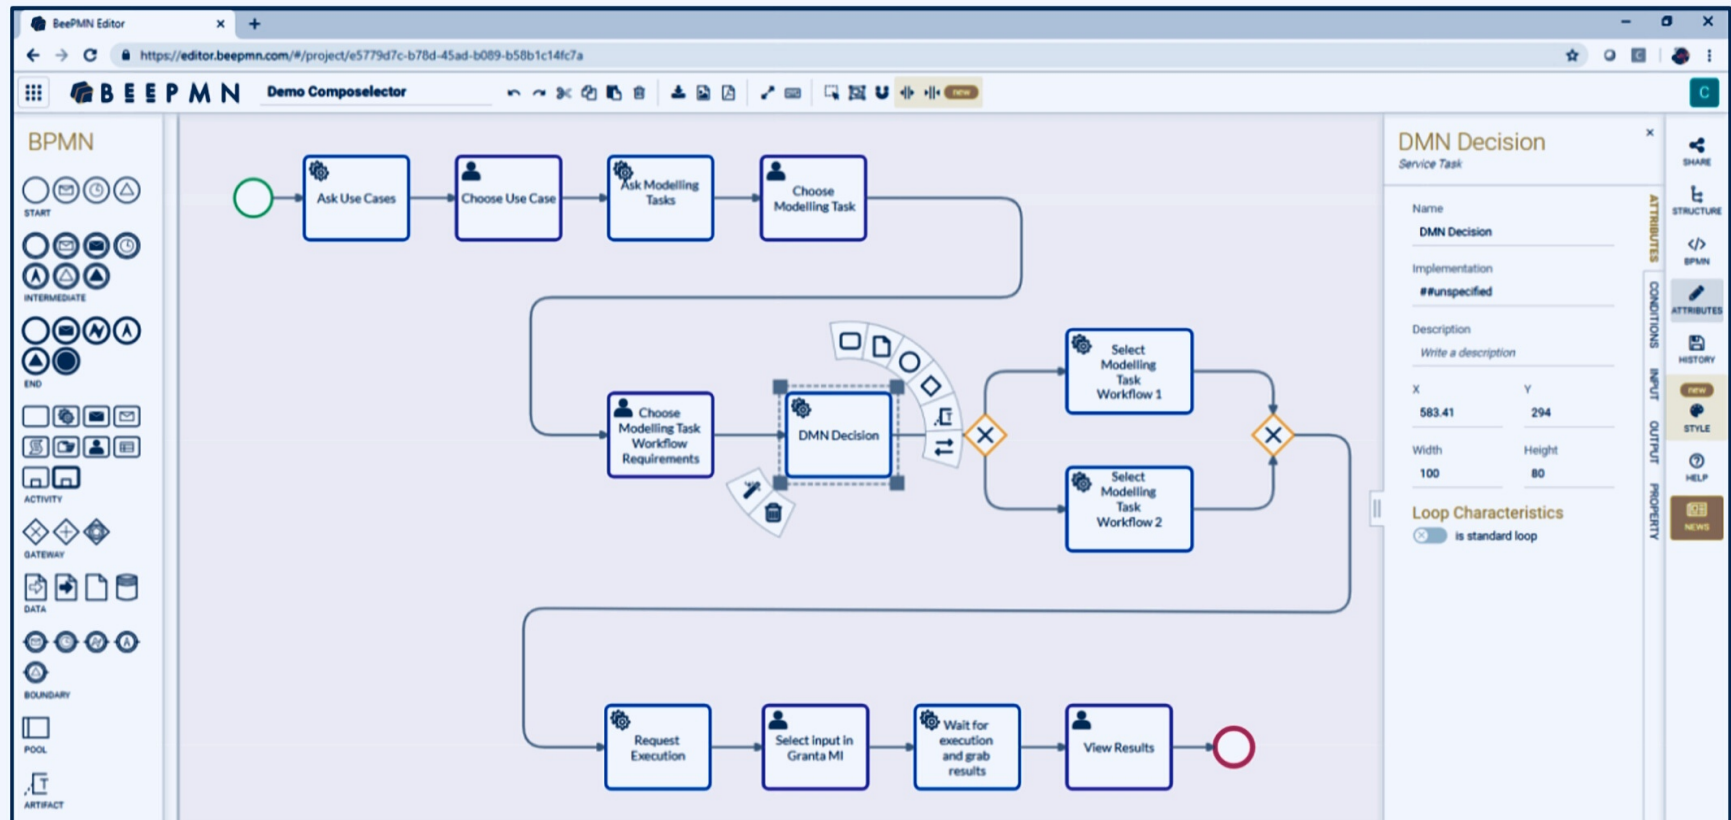 BeePMN Editor
https://editor.beepmn.com/#/project/e5779d7c-b78d-45ad-b089-b58b1c14fc7a
BEEPMN
Demo Composelector
new
C
BPMN
START
INTERMEDIATE
END
ACTIVITY
GATEWAY
DATA
BOUNDARY
POOL
ARTIFACT
Ask Use Cases
Choose Use Case
Ask Modelling
Tasks
Choose
Modelling Task
Choose
Modelling Task
Workflow
Requirements
DMN Decision
Select
Modelling
Task
Workflow 1
Select
Modelling
Task
Workflow 2
Request
Execution
Select input in
Granta MI
Wait for
execution
and grab
results
View Results
DMN Decision
Service Task
Name
DMN Decision
Implementation
##unspecified
Description
Write a description
X Y
583.41 294
Width Height
100 80
Loop Characteristics
is standard loop
ATTRIBUTES
CONDITIONS
INPUT
OUTPUT
PROPERTY
SHARE
STRUCTURE
</>
BPMN
ATTRIBUTES
HISTORY
new
STYLE
HELP
NEWS